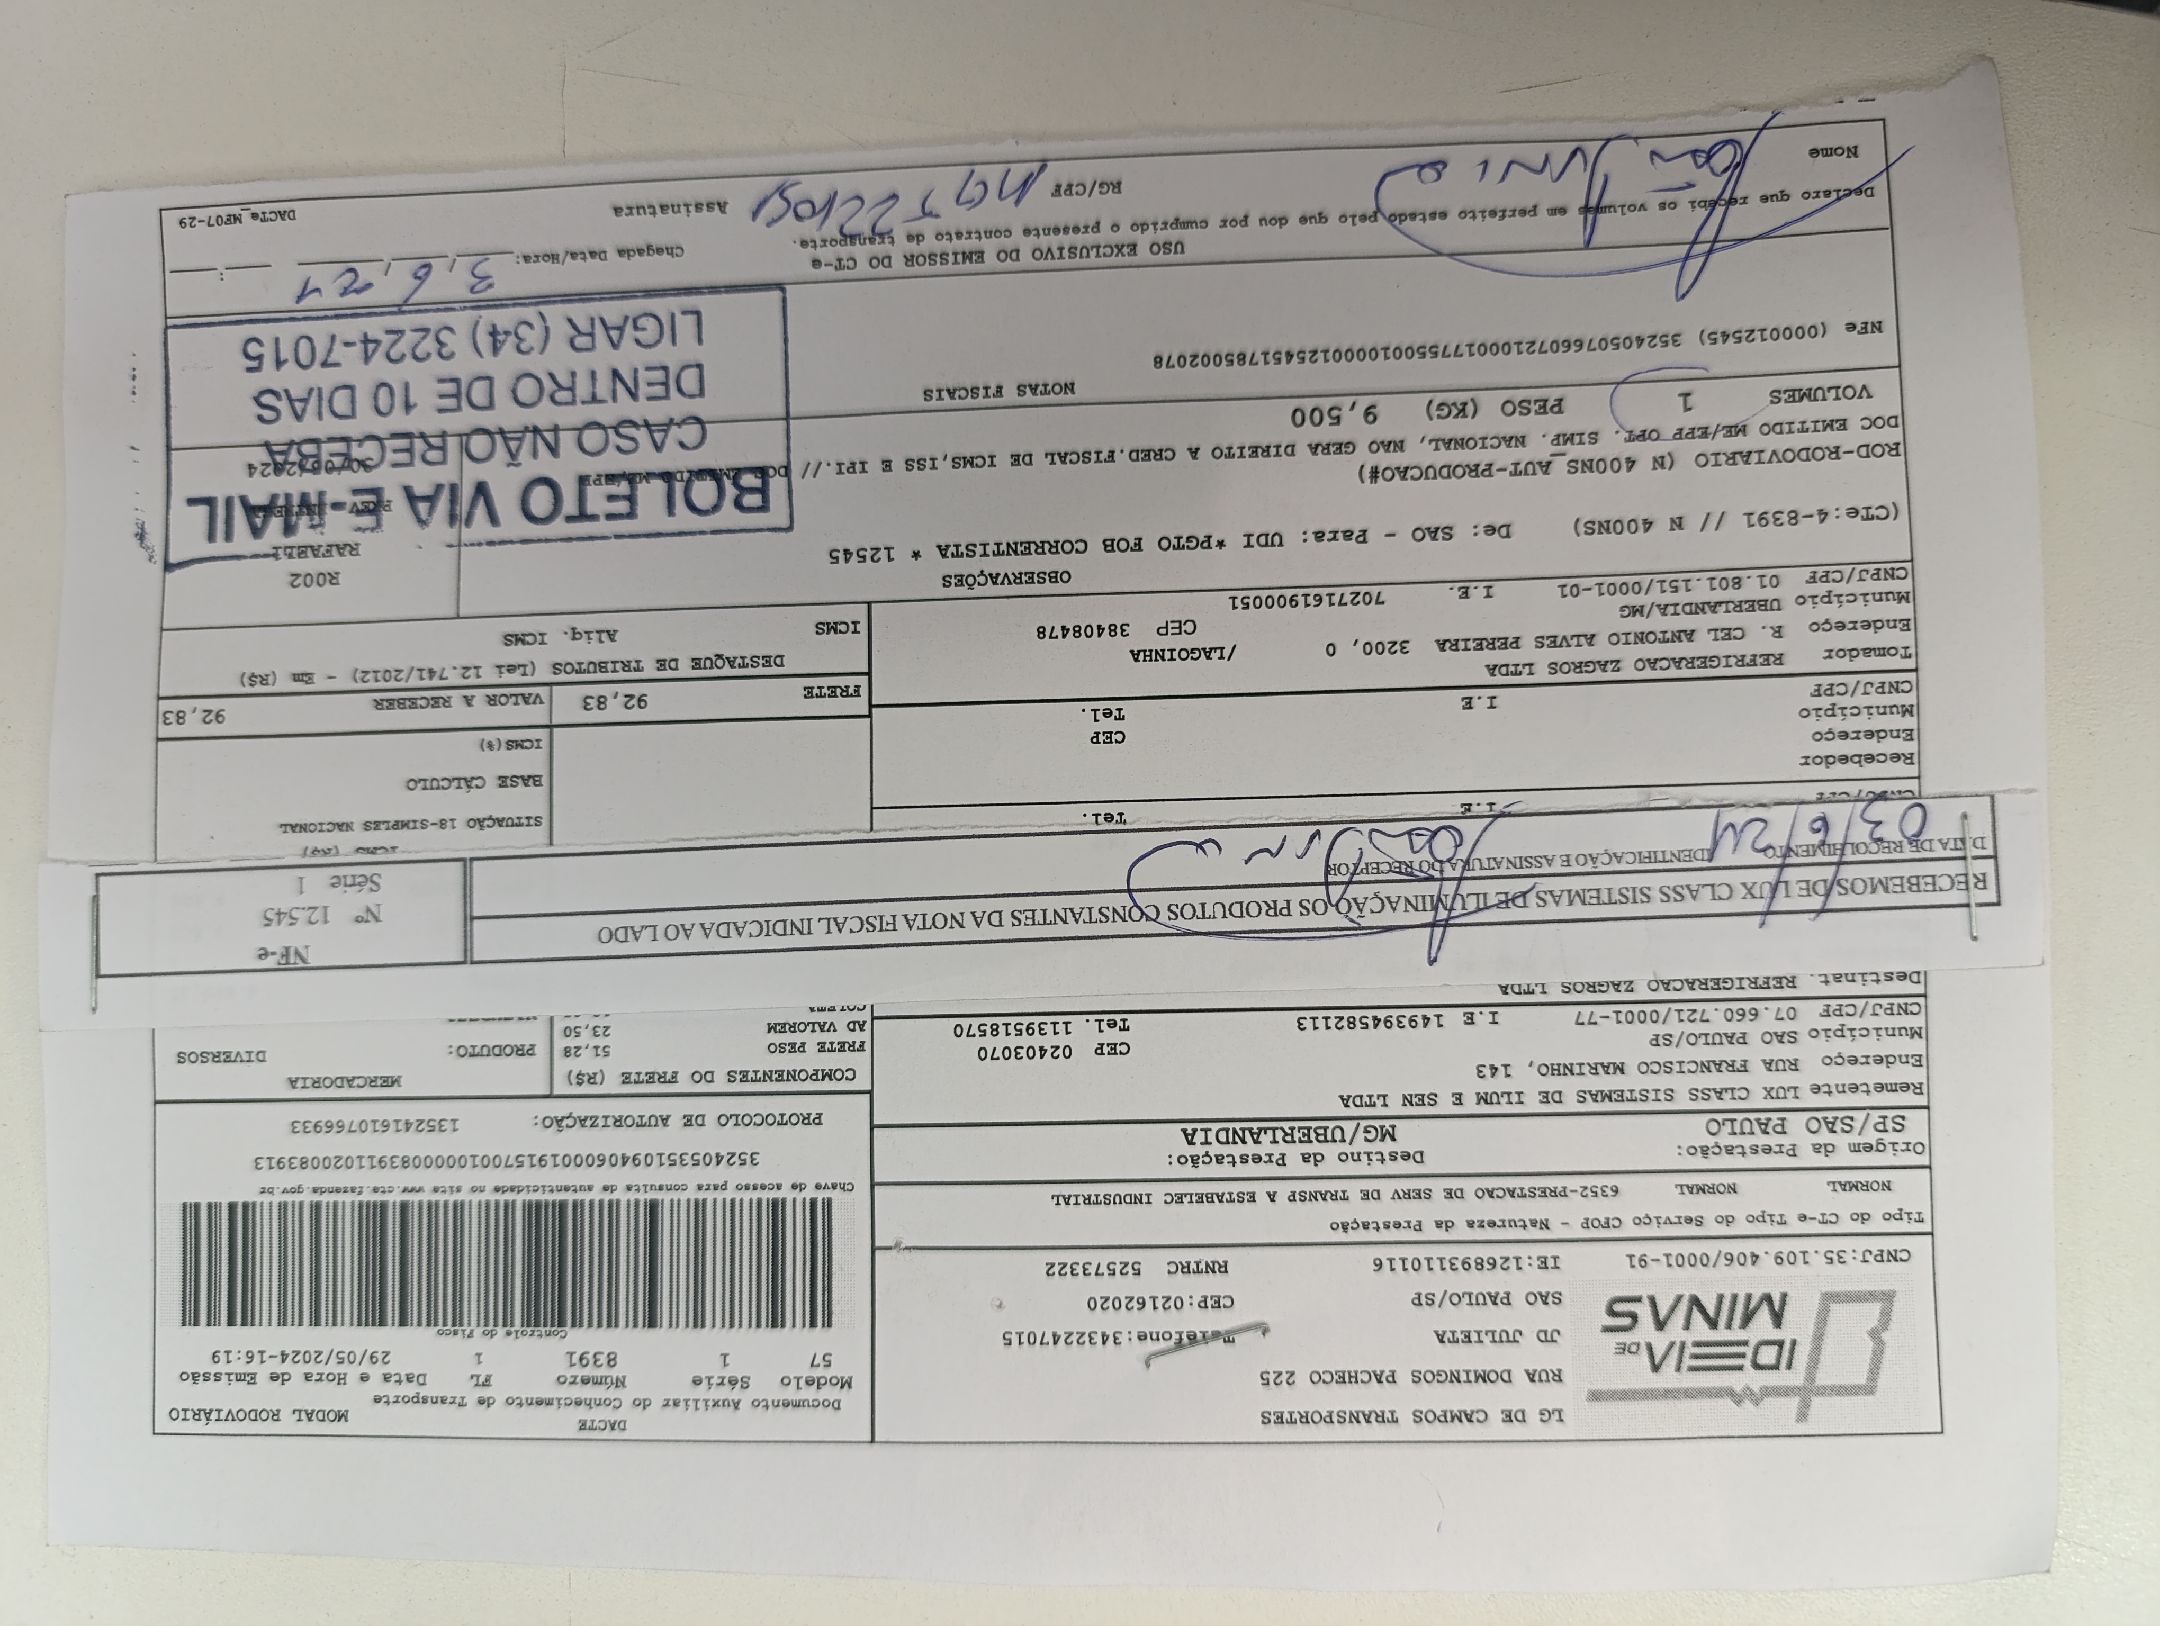 IDEIA DE
MINAS
LG DE CAMPOS TRANSPORTES
RUA DOMINGOS PACHECO 225
JD JULIETA
Telefone:3432247015
SAO PAULO/SP
CEP:02162020
CNPJ:35.109.406/0001-91
IE:126893110116
RNTRC 52573322
DACTE
Documento Auxiliar do Conhecimento de Transporte
MODAL RODOVIÁRIO
Modelo Série Número FL Data e Hora de Emissão
57 1 8391 1 29/05/2024-16:19
Controle do Fisco
Chave de acesso para consulta de autenticidade no site www.cte.fazenda.gov.br
35240535109406000191570010000083911020083913
PROTOCOLO DE AUTORIZAÇÃO: 135241610766933
Tipo do CT-e Tipo do Serviço CFOP - Natureza da Prestação
NORMAL NORMAL 6352-PRESTACAO DE SERV DE TRANSP A ESTABELEC INDUSTRIAL
Origem da Prestação: Destino da Prestação:
SP/SAO PAULO MG/UBERLANDIA
Remetente LUX CLASS SISTEMAS DE ILUM E SEN LTDA
Endereço RUA FRANCISCO MARINHO, 143
Município SAO PAULO/SP CEP 02403070
CNPJ/CPF 07.660.721/0001-77 I.E 149394582113 Tel. 1139518570
Destinat. REFRIGERACAO ZAGROS LTDA
COMPONENTES DO FRETE (R$)
FRETE PESO 51,28
AD VALOREM 23,50
COLETA
MERCADORIA
PRODUTO: DIVERSOS
RECEBEMOS DE LUX CLASS SISTEMAS DE ILUMINAÇÃO OS PRODUTOS CONSTANTES DA NOTA FISCAL INDICADA AO LADO
DATA DE RECOLHIMENTO IDENTIFICAÇÃO E ASSINATURA DO RECEPTOR
03/6/24
NF-e
Nº 12.545
Série 1
CNPJ/CPF I.E Tel.
ICMS (R$)
SITUAÇÃO 18-SIMPLES NACIONAL
BASE CÁLCULO
ICMS(%)
Recebedor
Endereço
Município CEP
CNPJ/CPF I.E Tel.
FRETE 92,83 VALOR A RECEBER 92,83
Tomador REFRIGERACAO ZAGROS LTDA
Endereço R. CEL ANTONIO ALVES PEREIRA 3200, 0 /LAGOINHA
Município UBERLANDIA/MG CEP 38408478
CNPJ/CPF 01.801.151/0001-01 I.E. 7027161900051
DESTAQUE DE TRIBUTOS (Lei 12.741/2012) - Em (R$)
ICMS Aliq. ICMS
OBSERVAÇÕES
(CTe:4-8391 // N 400NS) De: SAO - Para: UDI *PGTO FOB CORRENTISTA * 12545
ROD-RODOVIARIO (N 400NS_AUT-PRODUCAO#)
DOC EMITIDO ME/EPP OPT. SIMP. NACIONAL, NAO GERA DIREITO A CRED.FISCAL DE ICMS,ISS E IPI.// DOC EMITIDO ME/EPP
R002
RAFAELI
30/05/2024
BOLETO VIA E-MAIL
CASO NÃO RECEBA
DENTRO DE 10 DIAS
LIGAR (34) 3224-7015
VOLUMES 1 PESO (KG) 9,500
NOTAS FISCAIS
NFe (00012545) 35240507660721000177550010000125451785002078
USO EXCLUSIVO DO EMISSOR DO CT-e
Declaro que recebi os volumes em perfeito estado pelo que dou por cumprido o presente contrato de transporte.
Chegada Data/Hora: 3, 6, 24
Nome RG/CPF Assinatura
DACTe_MF07-29